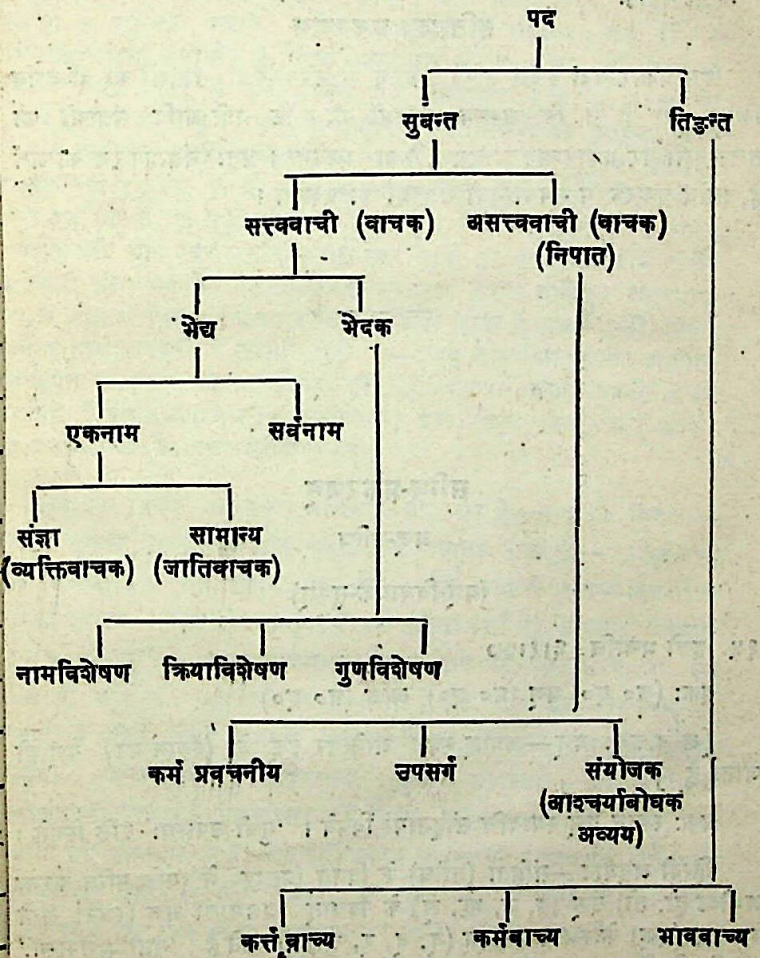 पद
सुबन्त तिङन्त
सत्त्ववाची (वाचक) असत्त्ववाची (वाचक)
(निपात)
भेद्य भेदक
एकनाम सर्वनाम
संज्ञा सामान्य
(व्यक्तिवाचक) (जातिवाचक)
नामविशेषण क्रियाविशेषण गुणविशेषण
कर्म प्रवचनीय उपसर्ग संयोजक
(आश्चर्याबोधक
अव्यय)
कर्त्तृवाच्य कर्मवाच्य भाववाच्य